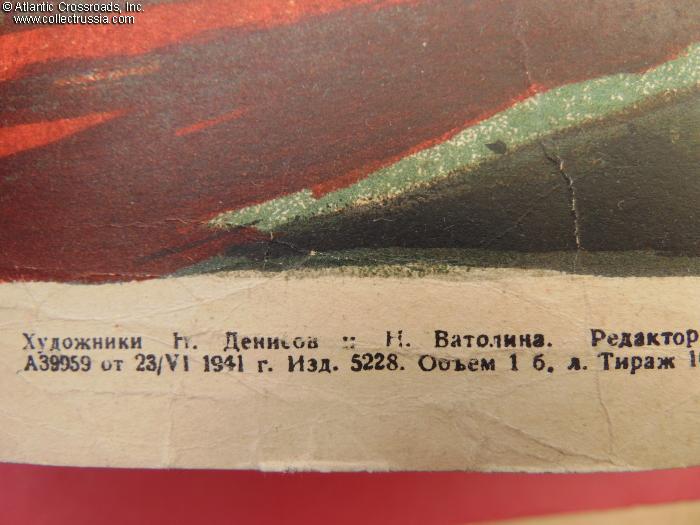 © Atlantic Crossroads, Inc.
www.collectrussia.com
Художники Н. Денисов и Н. Ватолина. Редактор
А39959 от 23/VI 1941 г. Изд. 5228. Объем 1 б. л. Тираж